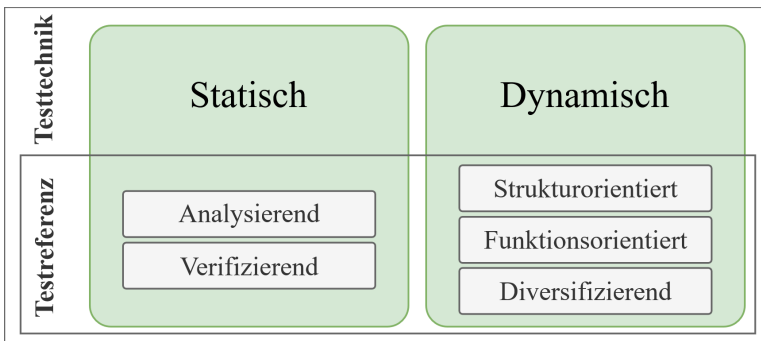 Testtechnik
Statisch
Dynamisch
Testreferenz
Analysierend
Verifizierend
Strukturorientiert
Funktionsorientiert
Diversifizierend